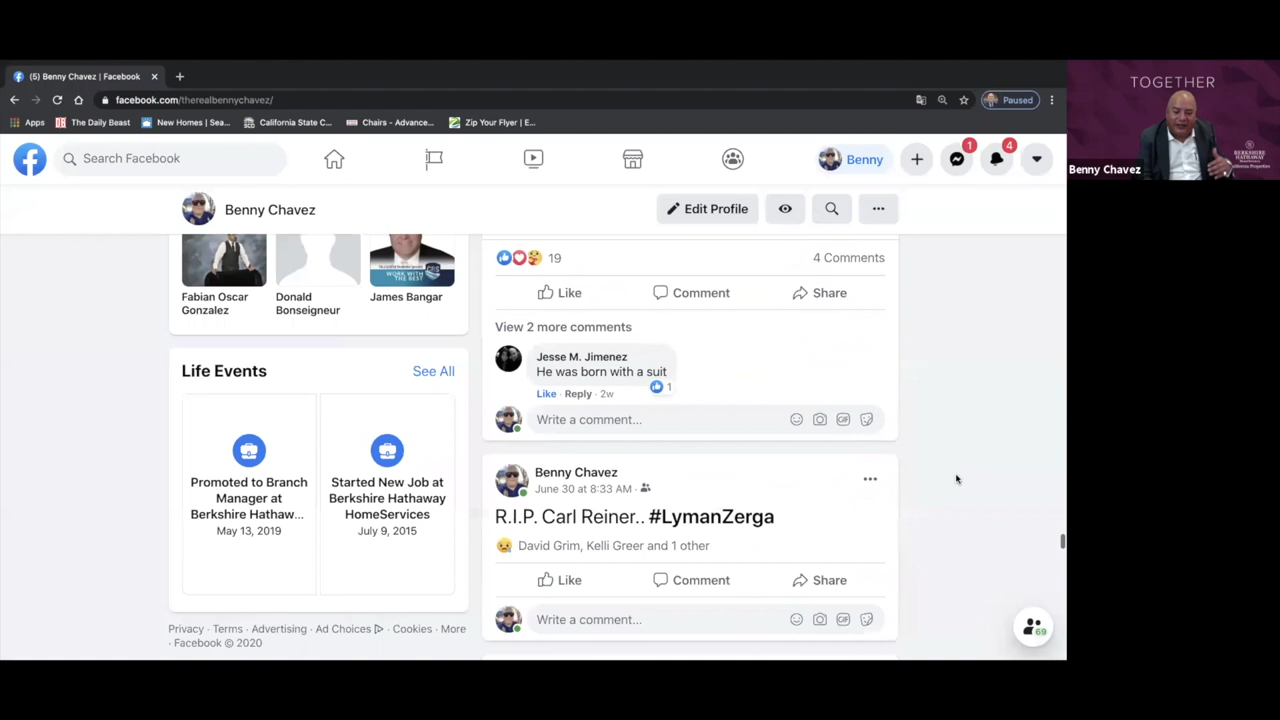 (5) Benny Chavez | Facebook
facebook.com/therealbennychavez/
Paused
Apps
The Daily Beast
New Homes | Sea...
California State C...
Chairs - Advance...
Zip Your Flyer | E...
TOGETHER
BERKSHIRE
HATHAWAY
Benny Chavez
Search Facebook
Benny
1
4
Benny Chavez
Edit Profile
WORK WITH
THE BEST
Fabian Oscar
Gonzalez
Donald
Bonseigneur
James Bangar
Life Events
See All
Promoted to Branch
Manager at
Berkshire Hathaw...
May 13, 2019
Started New Job at
Berkshire Hathaway
HomeServices
July 9, 2015
Privacy · Terms · Advertising · Ad Choices · Cookies · More
· Facebook © 2020
19
4 Comments
Like
Comment
Share
View 2 more comments
Jesse M. Jimenez
He was born with a suit
1
Like · Reply · 2w
Write a comment...
GIF
Benny Chavez
June 30 at 8:33 AM ·
R.I.P. Carl Reiner.. #LymanZerga
David Grim, Kelli Greer and 1 other
Like
Comment
Share
Write a comment...
GIF
69